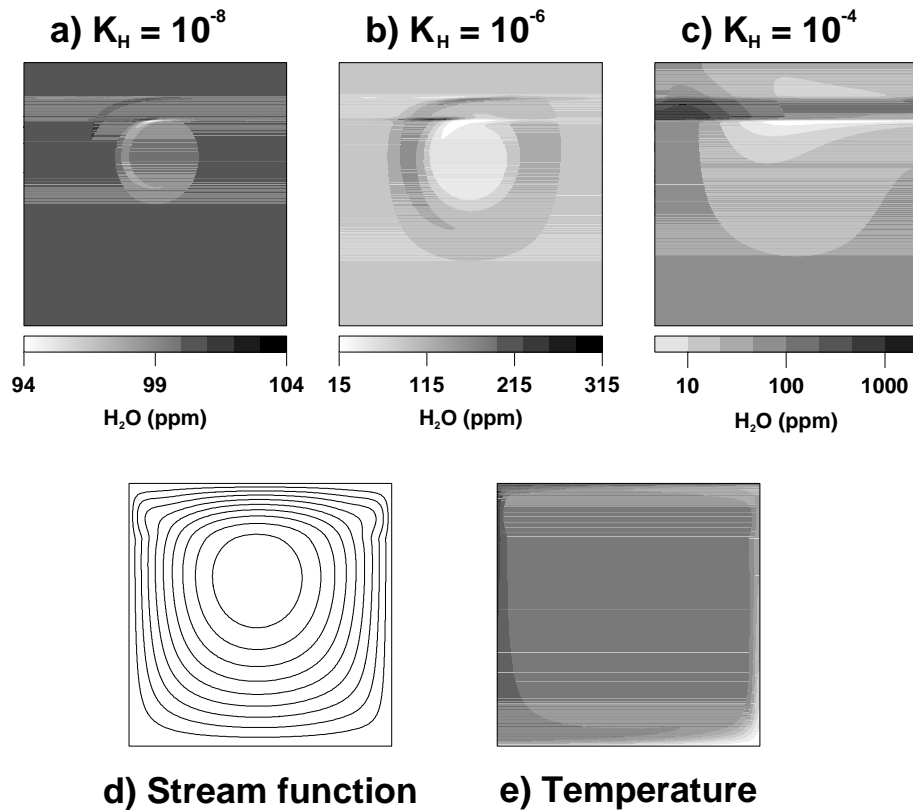 a) K_H = 10^-8
b) K_H = 10^-6
c) K_H = 10^-4
94 99 104
15 115 215 315
10 100 1000
H₂O (ppm)
H₂O (ppm)
H₂O (ppm)
d) Stream function
e) Temperature